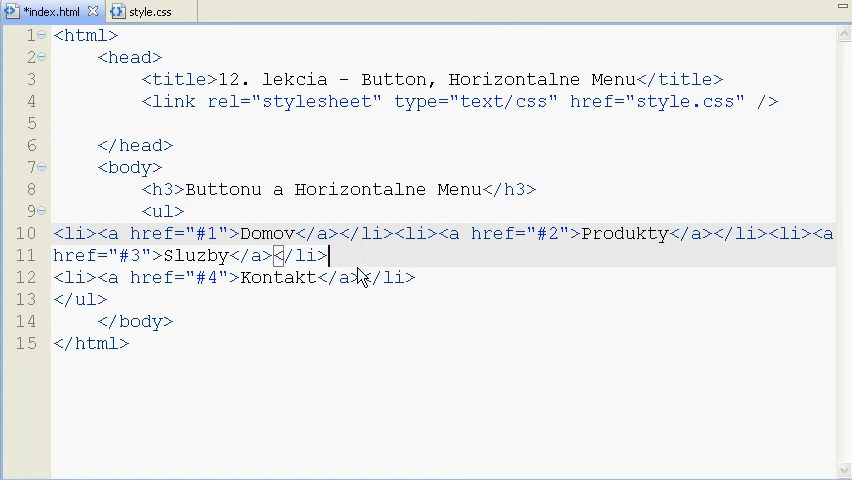 *index.html style.css
1 <html>
2 <head>
3 <title>12. lekcia - Button, Horizontalne Menu</title>
4 <link rel="stylesheet" type="text/css" href="style.css" />
5
6 </head>
7 <body>
8 <h3>Buttonu a Horizontalne Menu</h3>
9 <ul>
10 <li><a href="#1">Domov</a></li><li><a href="#2">Produkty</a></li><li><a
11 href="#3">Sluzby</a></li>
12 <li><a href="#4">Kontakt</a></li>
13 </ul>
14 </body>
15 </html>